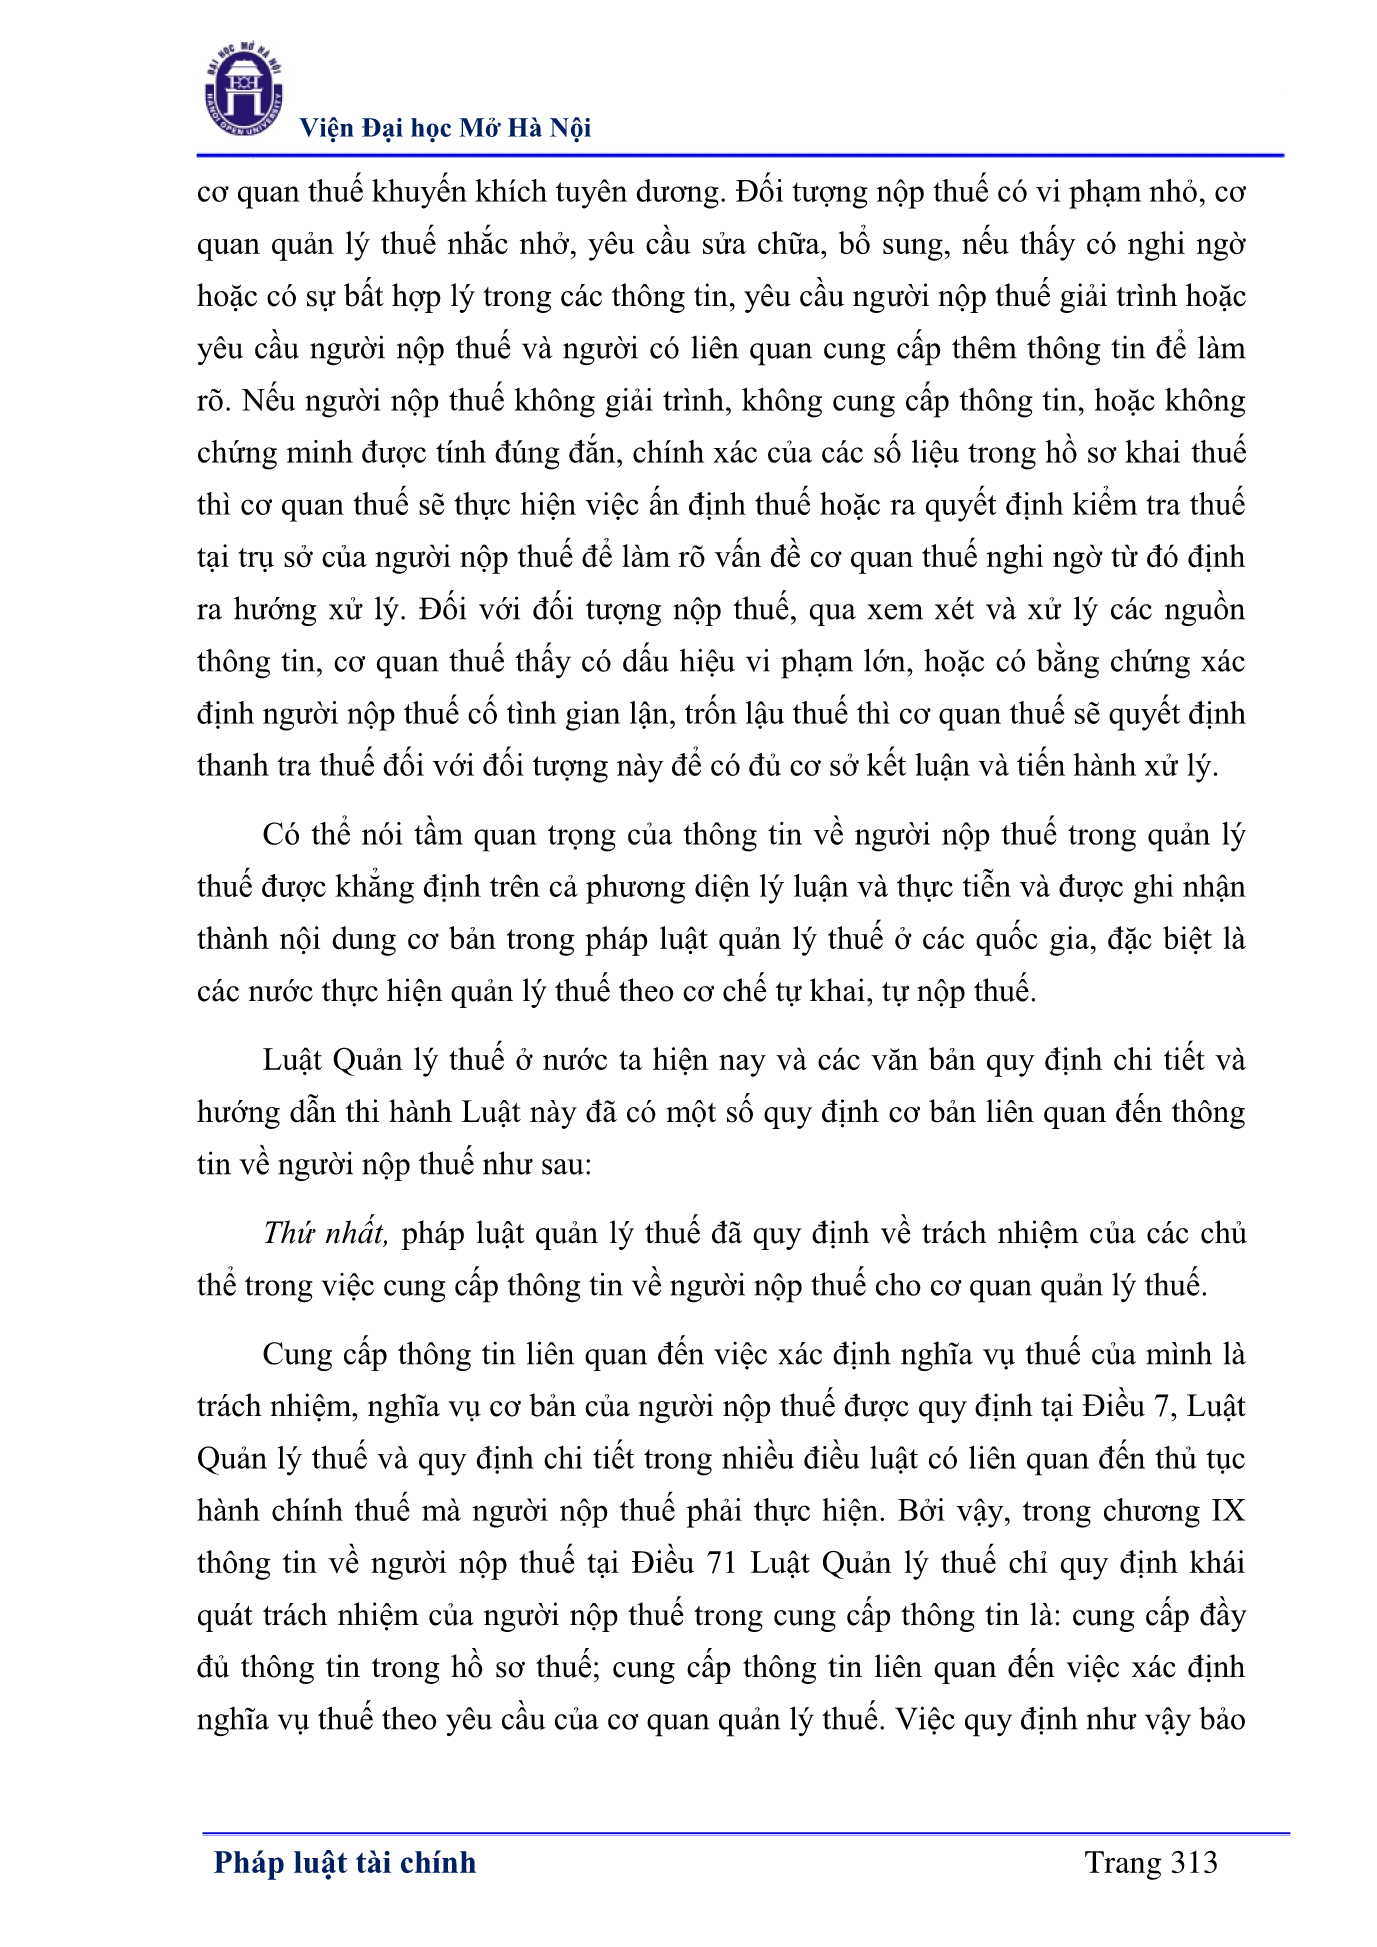 ĐẠI HỌC MỞ HÀ NỘI
HANOI OPEN UNIVERSITY
Viện Đại học Mở Hà Nội
cơ quan thuế khuyến khích tuyên dương. Đối tượng nộp thuế có vi phạm nhỏ, cơ
quan quản lý thuế nhắc nhở, yêu cầu sửa chữa, bổ sung, nếu thấy có nghi ngờ
hoặc có sự bất hợp lý trong các thông tin, yêu cầu người nộp thuế giải trình hoặc
yêu cầu người nộp thuế và người có liên quan cung cấp thêm thông tin để làm
rõ. Nếu người nộp thuế không giải trình, không cung cấp thông tin, hoặc không
chứng minh được tính đúng đắn, chính xác của các số liệu trong hồ sơ khai thuế
thì cơ quan thuế sẽ thực hiện việc ấn định thuế hoặc ra quyết định kiểm tra thuế
tại trụ sở của người nộp thuế để làm rõ vấn đề cơ quan thuế nghi ngờ từ đó định
ra hướng xử lý. Đối với đối tượng nộp thuế, qua xem xét và xử lý các nguồn
thông tin, cơ quan thuế thấy có dấu hiệu vi phạm lớn, hoặc có bằng chứng xác
định người nộp thuế cố tình gian lận, trốn lậu thuế thì cơ quan thuế sẽ quyết định
thanh tra thuế đối với đối tượng này để có đủ cơ sở kết luận và tiến hành xử lý.
Có thể nói tầm quan trọng của thông tin về người nộp thuế trong quản lý
thuế được khẳng định trên cả phương diện lý luận và thực tiễn và được ghi nhận
thành nội dung cơ bản trong pháp luật quản lý thuế ở các quốc gia, đặc biệt là
các nước thực hiện quản lý thuế theo cơ chế tự khai, tự nộp thuế.
Luật Quản lý thuế ở nước ta hiện nay và các văn bản quy định chi tiết và
hướng dẫn thi hành Luật này đã có một số quy định cơ bản liên quan đến thông
tin về người nộp thuế như sau:
Thứ nhất, pháp luật quản lý thuế đã quy định về trách nhiệm của các chủ
thể trong việc cung cấp thông tin về người nộp thuế cho cơ quan quản lý thuế.
Cung cấp thông tin liên quan đến việc xác định nghĩa vụ thuế của mình là
trách nhiệm, nghĩa vụ cơ bản của người nộp thuế được quy định tại Điều 7, Luật
Quản lý thuế và quy định chi tiết trong nhiều điều luật có liên quan đến thủ tục
hành chính thuế mà người nộp thuế phải thực hiện. Bởi vậy, trong chương IX
thông tin về người nộp thuế tại Điều 71 Luật Quản lý thuế chỉ quy định khái
quát trách nhiệm của người nộp thuế trong cung cấp thông tin là: cung cấp đầy
đủ thông tin trong hồ sơ thuế; cung cấp thông tin liên quan đến việc xác định
nghĩa vụ thuế theo yêu cầu của cơ quan quản lý thuế. Việc quy định như vậy bảo
Pháp luật tài chính
Trang 313